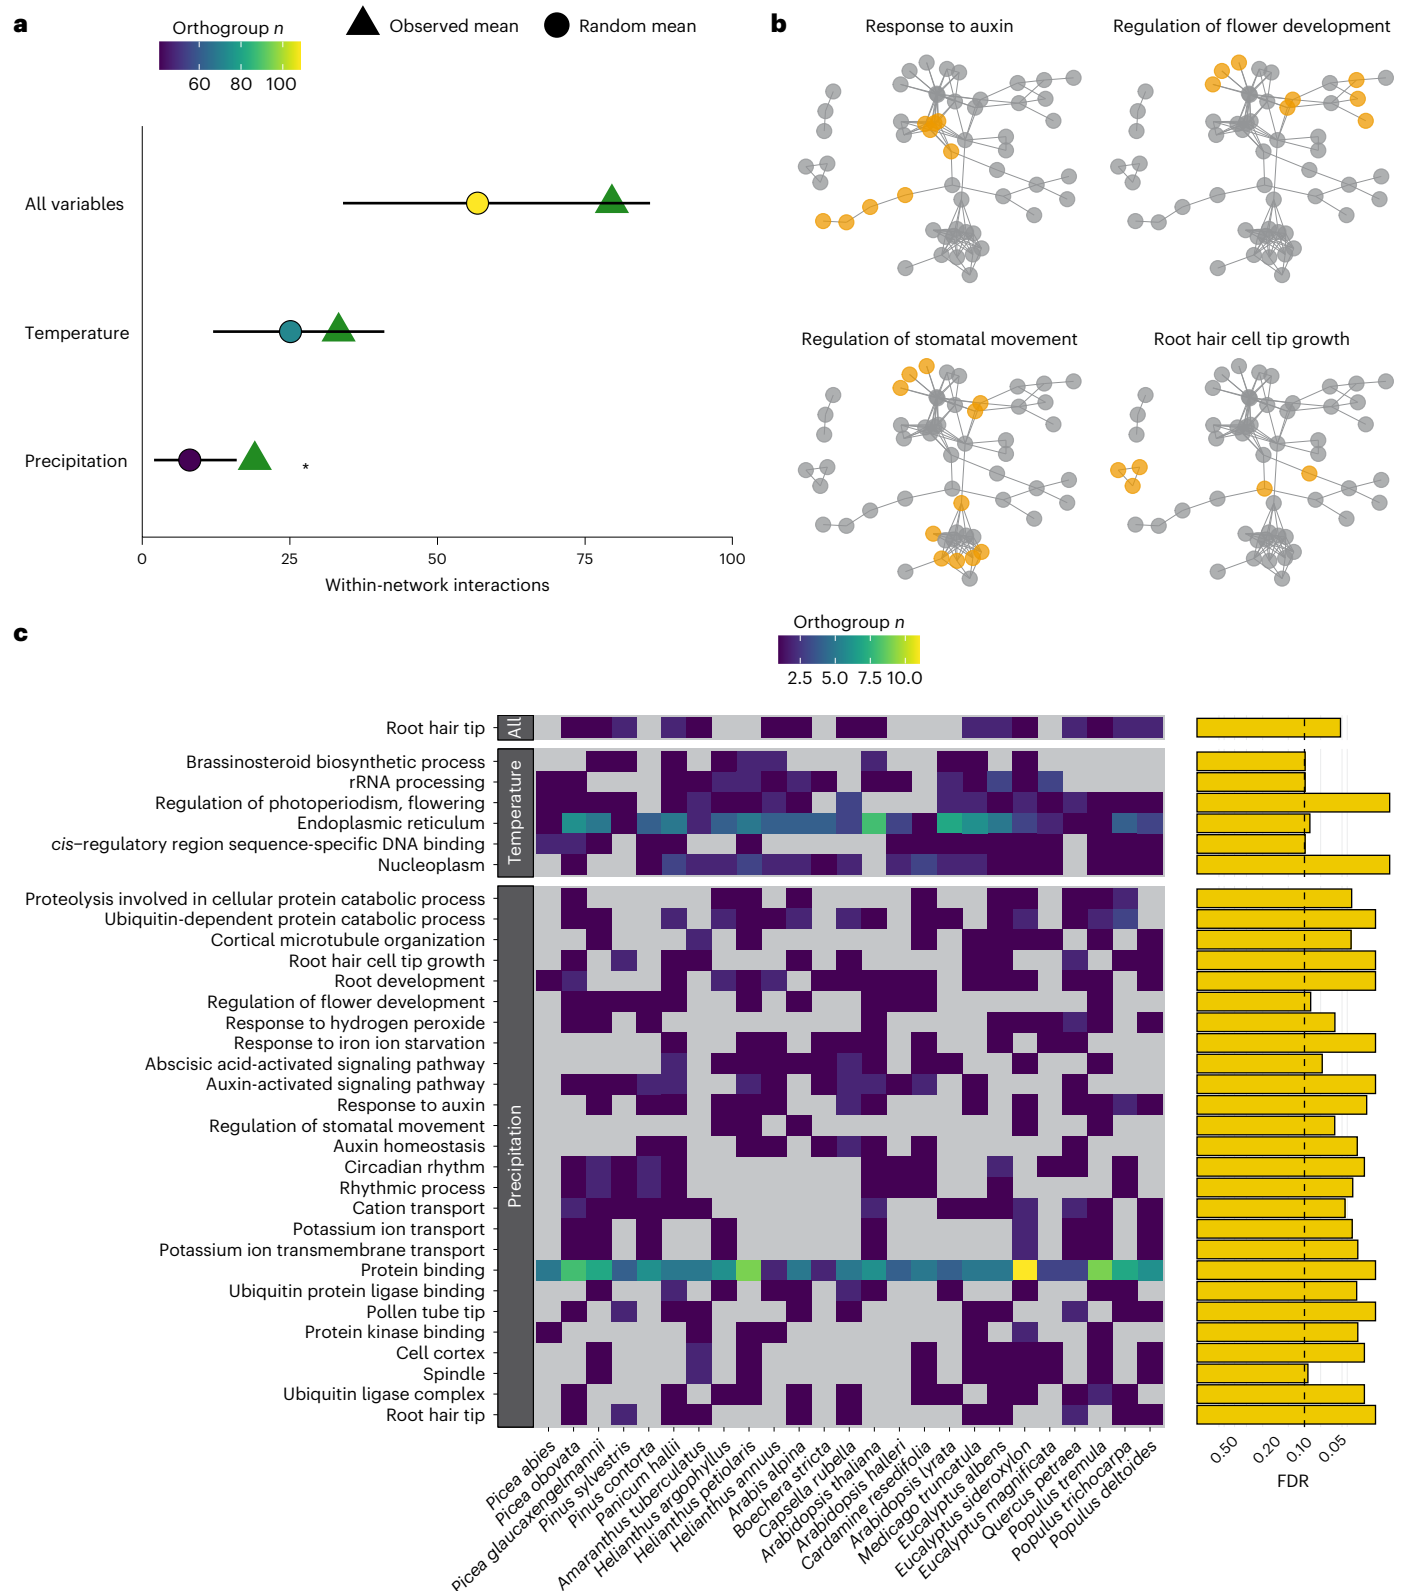 a
Orthogroup n
60 80 100
Observed mean
Random mean
All variables
Temperature
Precipitation
*
0 25 50 75 100
Within-network interactions
b
Response to auxin
Regulation of flower development
Regulation of stomatal movement
Root hair cell tip growth
c
Orthogroup n
2.5 5.0 7.5 10.0
All
Root hair tip
Temperature
Brassinosteroid biosynthetic process
rRNA processing
Regulation of photoperiodism, flowering
Endoplasmic reticulum
cis–regulatory region sequence-specific DNA binding
Nucleoplasm
Precipitation
Proteolysis involved in cellular protein catabolic process
Ubiquitin-dependent protein catabolic process
Cortical microtubule organization
Root hair cell tip growth
Root development
Regulation of flower development
Response to hydrogen peroxide
Response to iron ion starvation
Abscisic acid-activated signaling pathway
Auxin-activated signaling pathway
Response to auxin
Regulation of stomatal movement
Auxin homeostasis
Circadian rhythm
Rhythmic process
Cation transport
Potassium ion transport
Potassium ion transmembrane transport
Protein binding
Ubiquitin protein ligase binding
Pollen tube tip
Protein kinase binding
Cell cortex
Spindle
Ubiquitin ligase complex
Root hair tip
Picea abies
Picea obovata
Picea glaucaxengelmannii
Pinus sylvestris
Pinus contorta
Panicum hallii
Amaranthus tuberculatus
Helianthus argophyllus
Helianthus petiolaris
Helianthus annuus
Arabis alpina
Boechera stricta
Capsella rubella
Arabidopsis thaliana
Arabidopsis halleri
Cardamine resedifolia
Arabidopsis lyrata
Medicago truncatula
Eucalyptus albens
Eucalyptus sideroxylon
Eucalyptus magnificata
Quercus petraea
Populus tremula
Populus trichocarpa
Populus deltoides
0.50 0.20 0.10 0.05
FDR